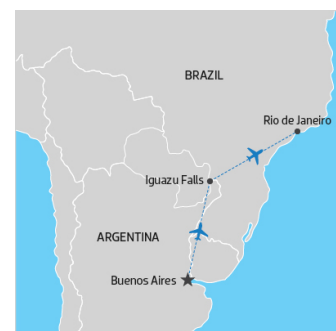 BRAZIL
Rio de Janeiro
Iguazu Falls
ARGENTINA
Buenos Aires